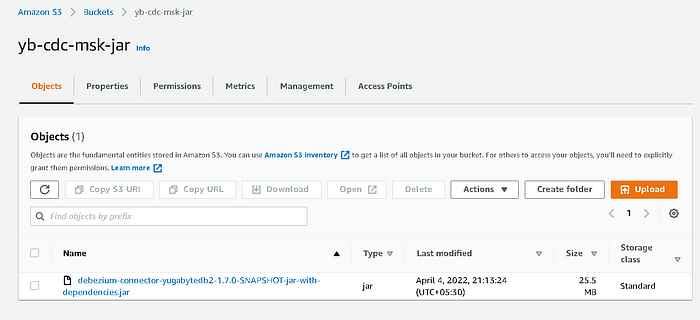 Amazon S3 > Buckets > yb-cdc-msk-jar
yb-cdc-msk-jar Info
Objects Properties Permissions Metrics Management Access Points
Objects (1)
Objects are the fundamental entities stored in Amazon S3. You can use Amazon S3 inventory to get a list of all objects in your bucket. For others to access your objects, you'll need to explicitly
grant them permissions. Learn more
Copy S3 URI Copy URL Download Open Delete Actions Create folder Upload
Find objects by prefix
1
Name Type Last modified Size Storage class
debezium-connector-yugabytedb2-1.7.0-SNAPSHOT-jar-with-
dependencies.jar
jar
April 4, 2022, 21:13:24
(UTC+05:30)
25.5
MB
Standard